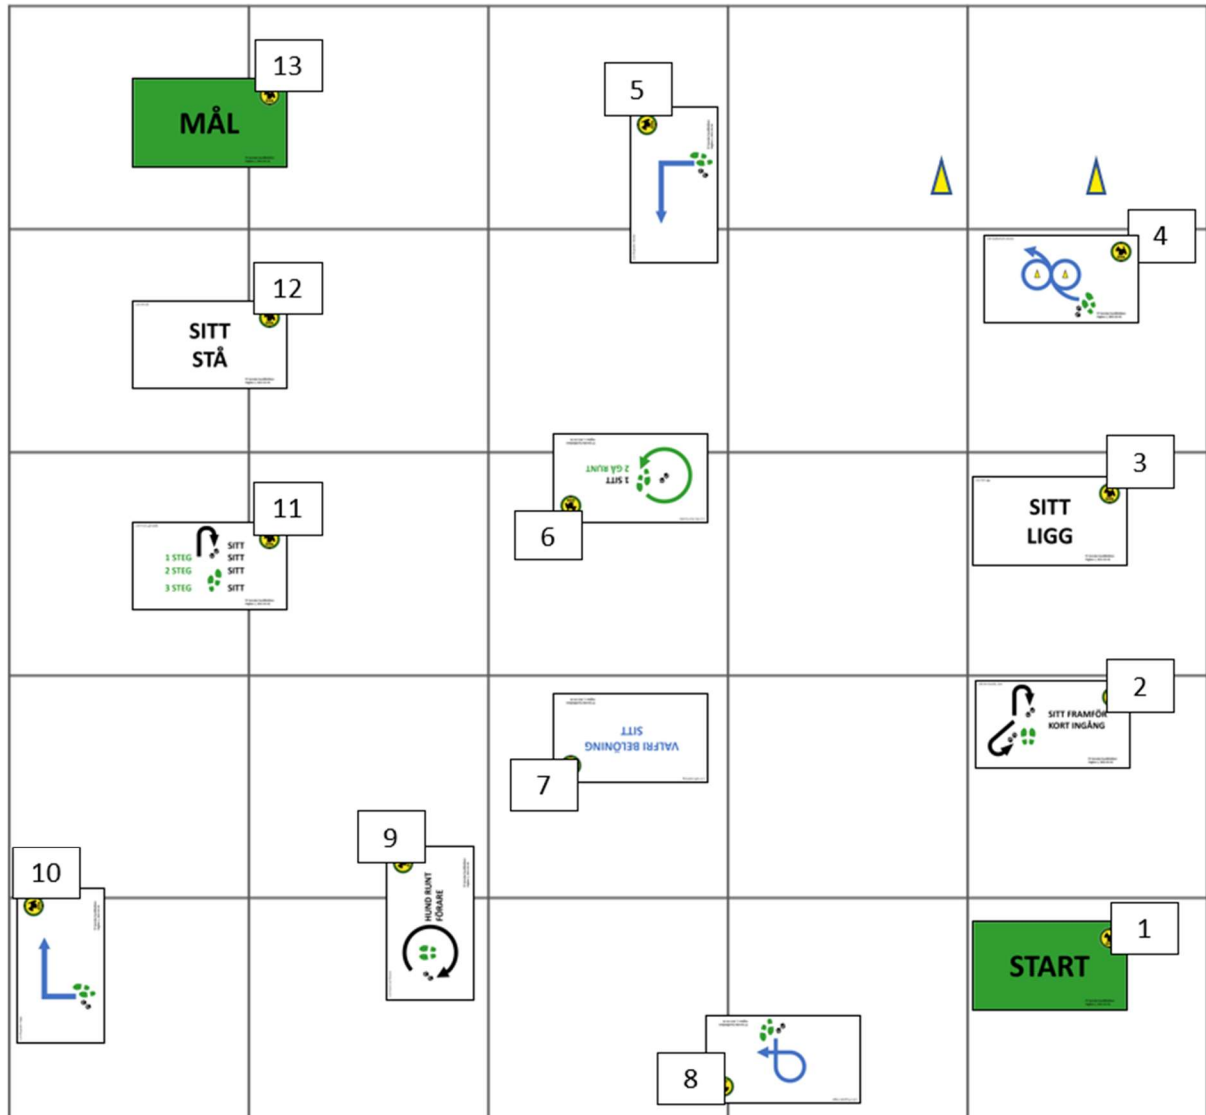 13
MÅL
5
4
12
SITT
STÅ
3
SITT
LIGG
1 SITT
2 GÅ RUNT
6
11
SITT
1 STEG SITT
2 STEG SITT
3 STEG SITT
2
SITT FRAMFÖR
KORT INGÅNG
VALFRI BELÖNING
SITT
7
9
HUND RUNT
FÖRARE
10
1
START
8